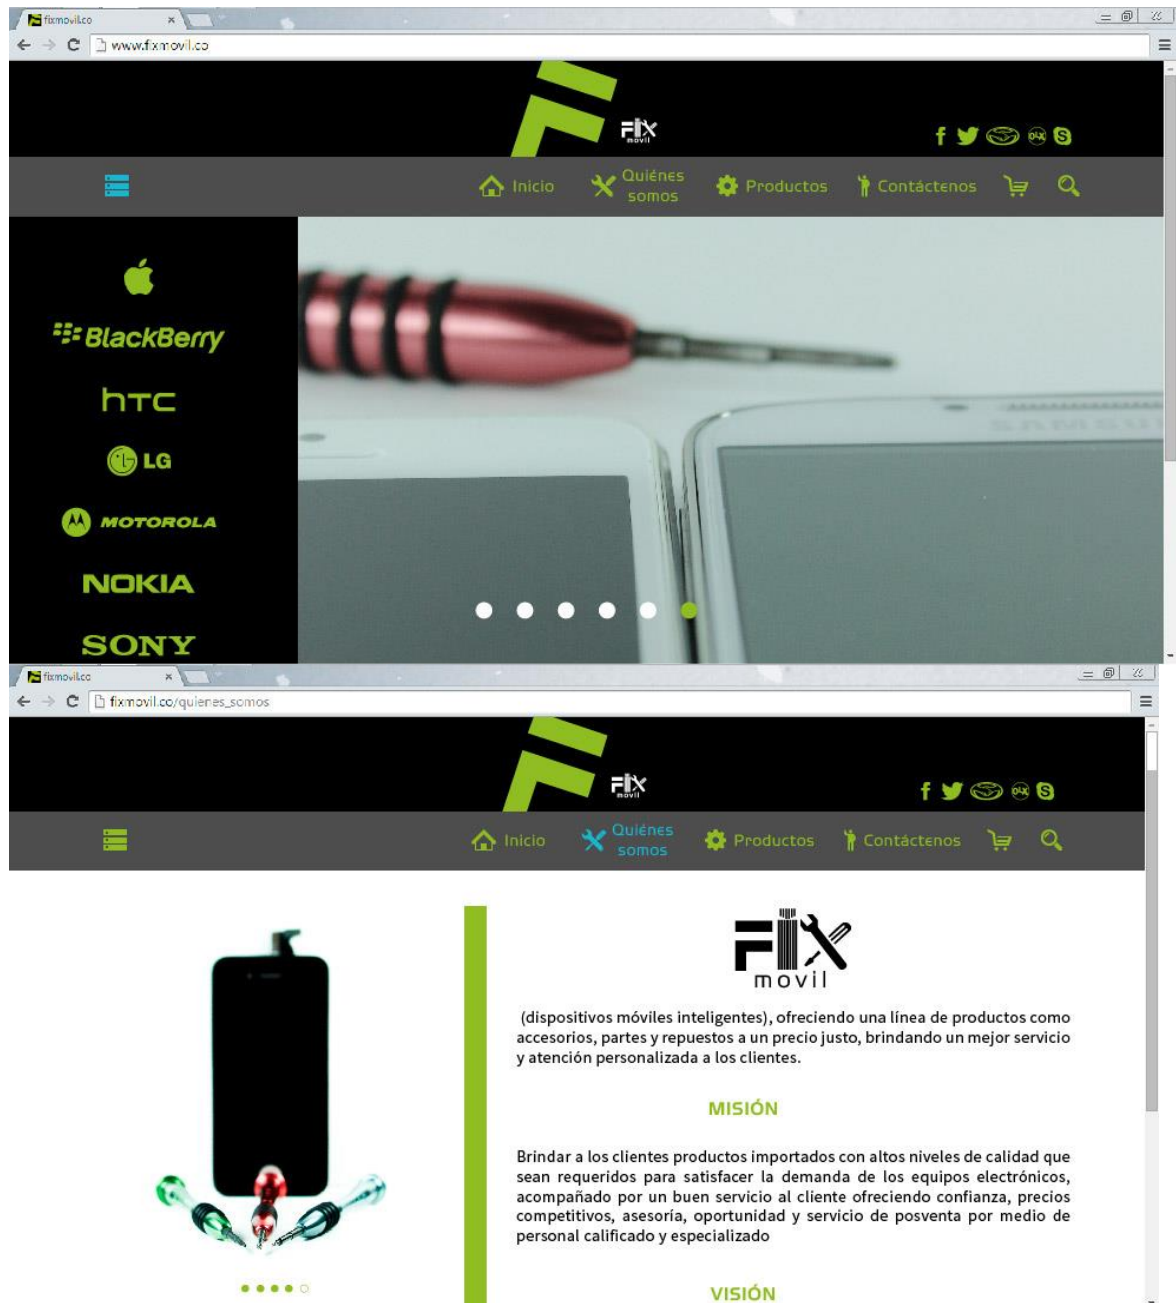 fixmovil.co
www.fixmovil.co
FIX
movil
f
OLX
S
Inicio
Quiénes
somos
Productos
Contáctenos
BlackBerry
hTC
LG
MOTOROLA
NOKIA
SONY
SAMSU
fixmovil.co
fixmovil.co/quienes_somos
FIX
movil
f
OLX
S
Inicio
Quiénes
somos
Productos
Contáctenos
FIX
movil
(dispositivos móviles inteligentes), ofreciendo una línea de productos como
accesorios, partes y repuestos a un precio justo, brindando un mejor servicio
y atención personalizada a los clientes.
MISIÓN
Brindar a los clientes productos importados con altos niveles de calidad que
sean requeridos para satisfacer la demanda de los equipos electrónicos,
acompañado por un buen servicio al cliente ofreciendo confianza, precios
competitivos, asesoría, oportunidad y servicio de posventa por medio de
personal calificado y especializado
VISIÓN